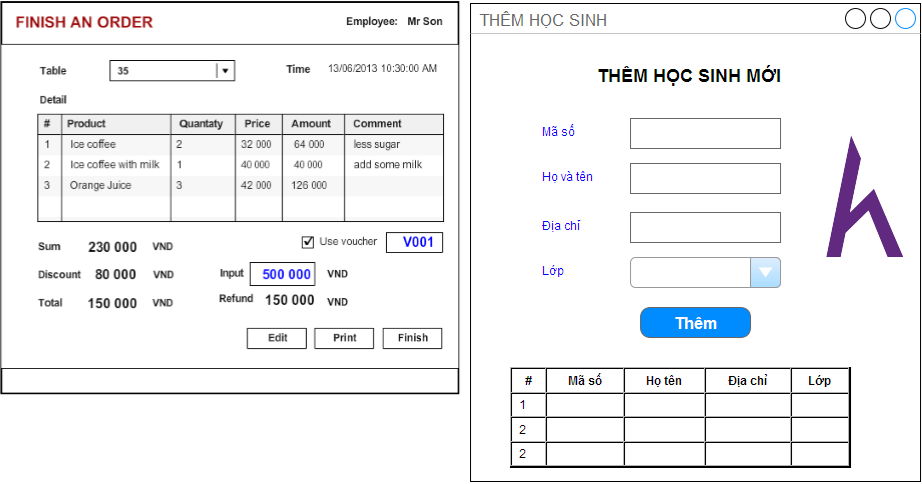 FINISH AN ORDER Employee: Mr Son
Table 35 Time 13/06/2013 10:30:00 AM
Detail
# Product Quantaty Price Amount Comment
1 Ice coffee 2 32 000 64 000 less sugar
2 Ice coffee with milk 1 40 000 40 000 add some milk
3 Orange Juice 3 42 000 126 000
Sum 230 000 VND Use voucher V001
Discount 80 000 VND Input 500 000 VND
Total 150 000 VND Refund 150 000 VND
Edit Print Finish
THÊM HỌC SINH
THÊM HỌC SINH MỚI
Mã số
Họ và tên
Địa chỉ
Lớp
Thêm
# Mã số Họ tên Địa chỉ Lớp
1
2
2